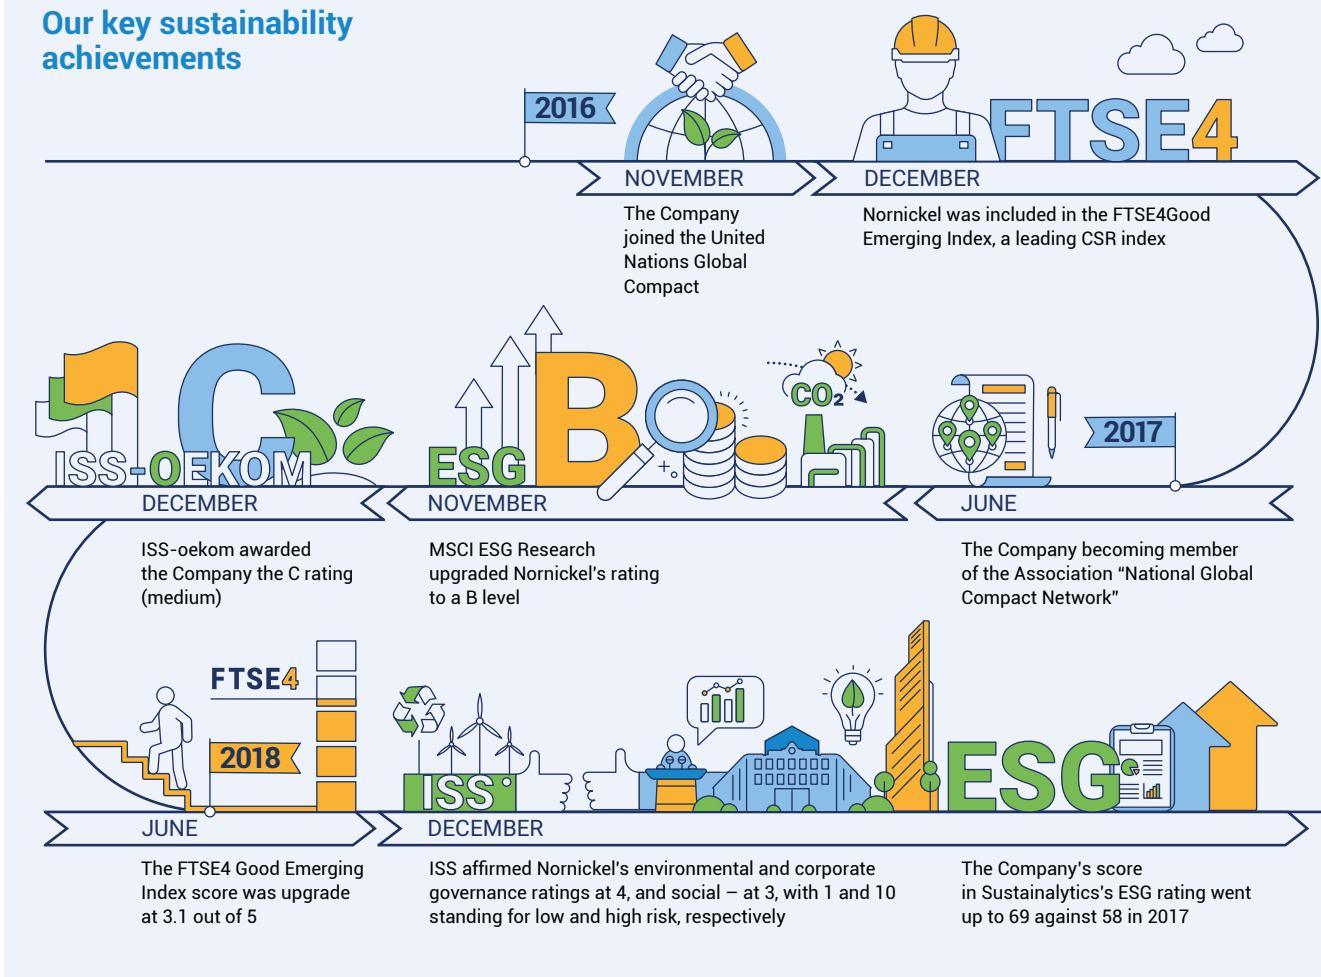 Our key sustainability
achievements
2016
FTSE4
NOVEMBER
The Company
joined the United
Nations Global
Compact
DECEMBER
Nornickel was included in the FTSE4Good
Emerging Index, a leading CSR index
2017
JUNE
The Company becoming member
of the Association “National Global
Compact Network”
CO2
ESG B
NOVEMBER
MSCI ESG Research
upgraded Nornickel’s rating
to a B level
C
ISS-OEKOM
DECEMBER
ISS-oekom awarded
the Company the C rating
(medium)
FTSE4
2018
JUNE
The FTSE4 Good Emerging
Index score was upgrade
at 3.1 out of 5
ISS
DECEMBER
ISS affirmed Nornickel’s environmental and corporate
governance ratings at 4, and social – at 3, with 1 and 10
standing for low and high risk, respectively
ESG
The Company’s score
in Sustainalytics’s ESG rating went
up to 69 against 58 in 2017